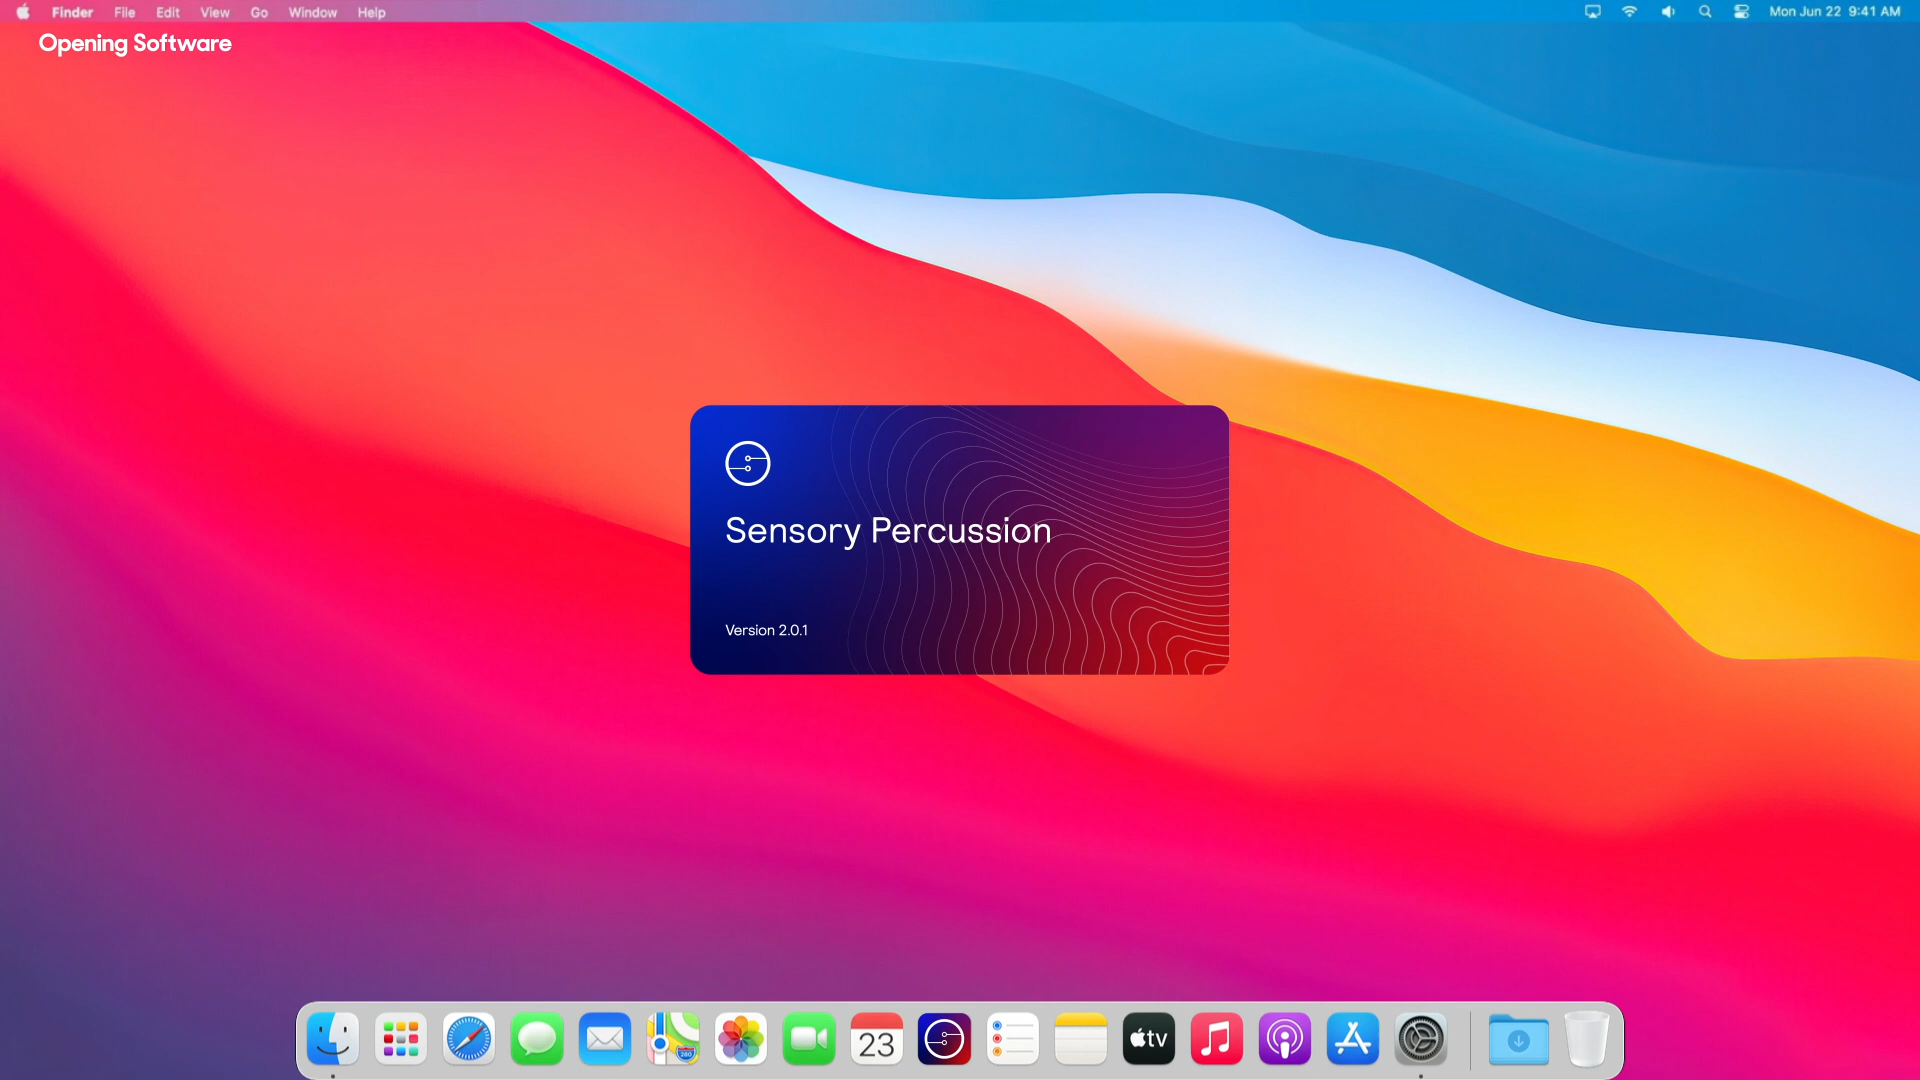 Finder File Edit View Go Window Help
Mon Jun 22 9:41 AM
Opening Software
Sensory Percussion
Version 2.0.1
280
23
tv